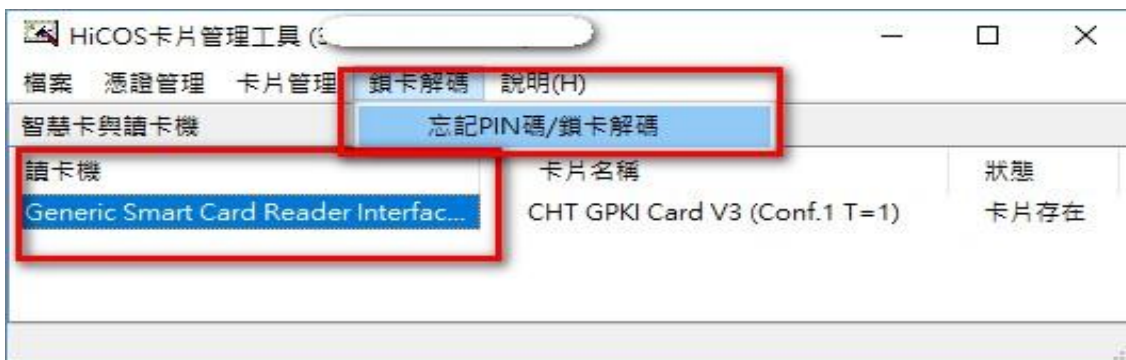 HiCOS卡片管理工具 (
檔案 憑證管理 卡片管理 鎖卡解碼 說明(H)
智慧卡與讀卡機 忘記PIN碼/鎖卡解碼
讀卡機 卡片名稱 狀態
Generic Smart Card Reader Interfac... CHT GPKI Card V3 (Conf.1 T=1) 卡片存在